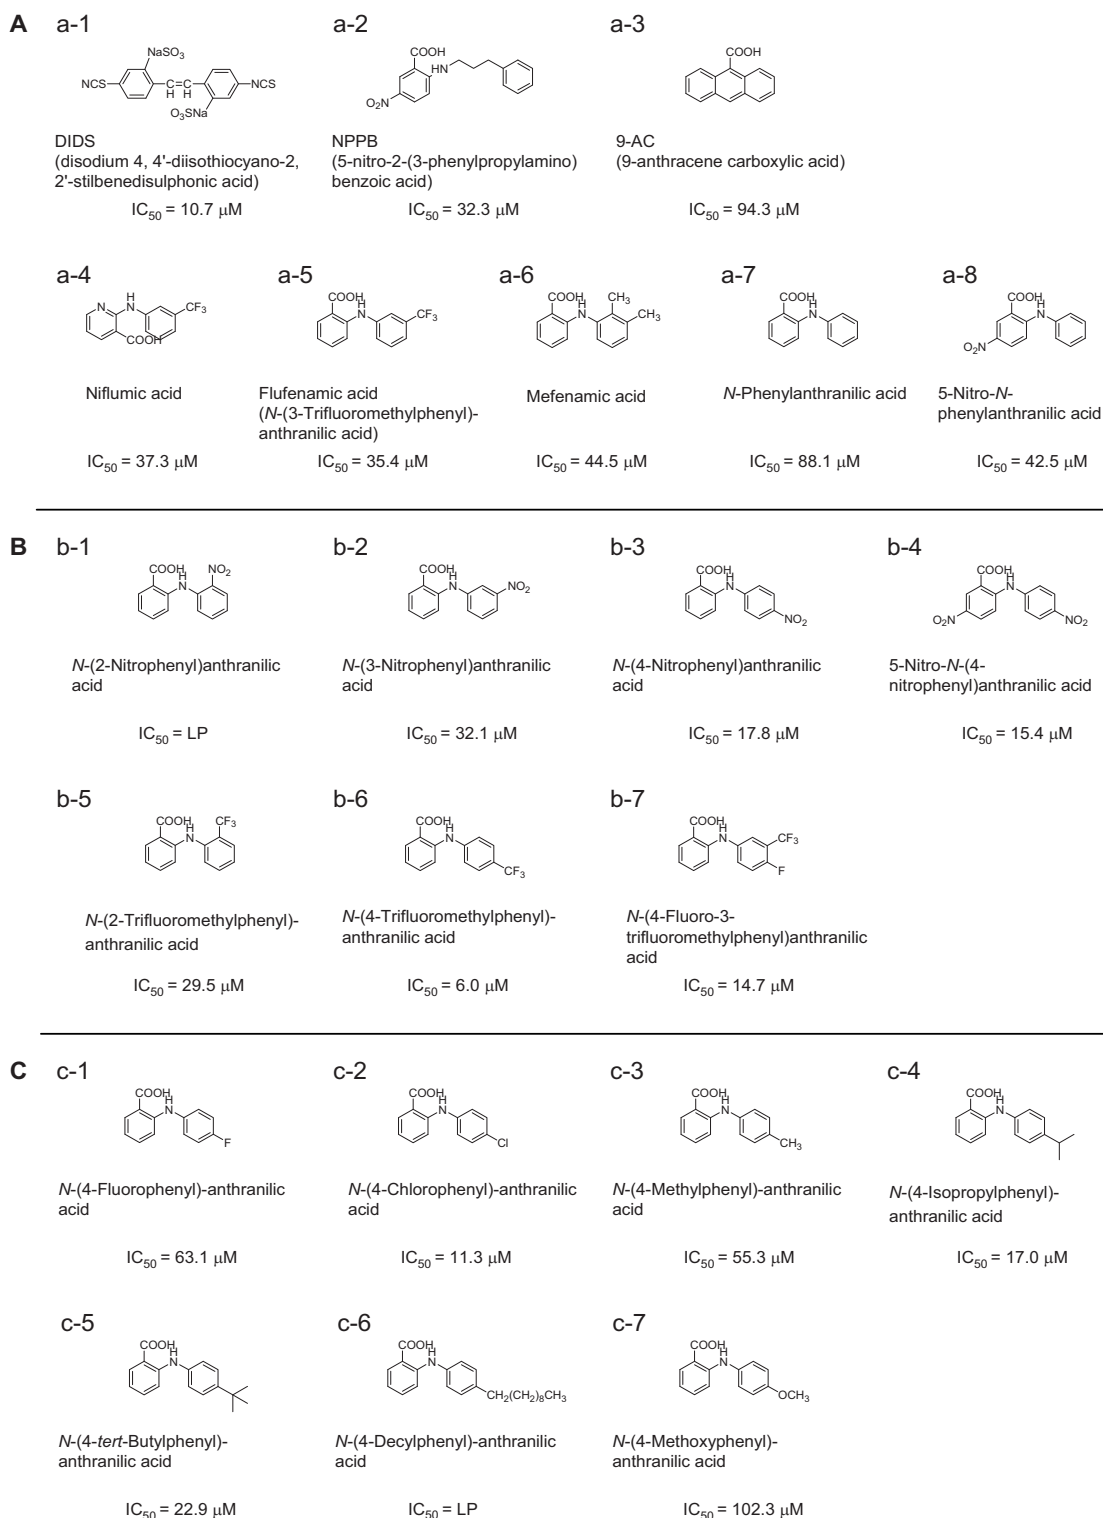 A
a-1
a-2
a-3
NaSO3
NCS
H H
NCS
O3SNa
COOH
HN
O2N
COOH
DIDS
(disodium 4, 4'-diisothiocyano-2,
2'-stilbenedisulphonic acid)
NPPB
(5-nitro-2-(3-phenylpropylamino)
benzoic acid)
9-AC
(9-anthracene carboxylic acid)
IC50 = 10.7 μM
IC50 = 32.3 μM
IC50 = 94.3 μM
a-4
a-5
a-6
a-7
a-8
N
H
N
CF3
COOH
COOH
H
N
CF3
COOH
H
N
CH3
CH3
COOH
H
N
COOH
H
N
O2N
Niflumic acid
Flufenamic acid
(N-(3-Trifluoromethylphenyl)-
anthranilic acid)
Mefenamic acid
N-Phenylanthranilic acid
5-Nitro-N-
phenylanthranilic acid
IC50 = 37.3 μM
IC50 = 35.4 μM
IC50 = 44.5 μM
IC50 = 88.1 μM
IC50 = 42.5 μM
B
b-1
b-2
b-3
b-4
COOH
H
N
NO2
COOH
H
N
NO2
COOH
H
N
NO2
COOH
H
N
O2N
NO2
N-(2-Nitrophenyl)anthranilic
acid
N-(3-Nitrophenyl)anthranilic
acid
N-(4-Nitrophenyl)anthranilic
acid
5-Nitro-N-(4-
nitrophenyl)anthranilic acid
IC50 = LP
IC50 = 32.1 μM
IC50 = 17.8 μM
IC50 = 15.4 μM
b-5
b-6
b-7
COOH
H
N
CF3
COOH
H
N
CF3
COOH
H
N
CF3
F
N-(2-Trifluoromethylphenyl)-
anthranilic acid
N-(4-Trifluoromethylphenyl)-
anthranilic acid
N-(4-Fluoro-3-
trifluoromethylphenyl)anthranilic
acid
IC50 = 29.5 μM
IC50 = 6.0 μM
IC50 = 14.7 μM
C
c-1
c-2
c-3
c-4
COOH
H
N
F
COOH
H
N
Cl
COOH
H
N
CH3
COOH
H
N
N-(4-Fluorophenyl)-anthranilic
acid
N-(4-Chlorophenyl)-anthranilic
acid
N-(4-Methylphenyl)-anthranilic
acid
N-(4-Isopropylphenyl)-
anthranilic acid
IC50 = 63.1 μM
IC50 = 11.3 μM
IC50 = 55.3 μM
IC50 = 17.0 μM
c-5
c-6
c-7
COOH
H
N
COOH
H
N
CH2(CH2)8CH3
COOH
H
N
OCH3
N-(4-tert-Butylphenyl)-
anthranilic acid
N-(4-Decylphenyl)-anthranilic
acid
N-(4-Methoxyphenyl)-
anthranilic acid
IC50 = 22.9 μM
IC50 = LP
IC50 = 102.3 μM